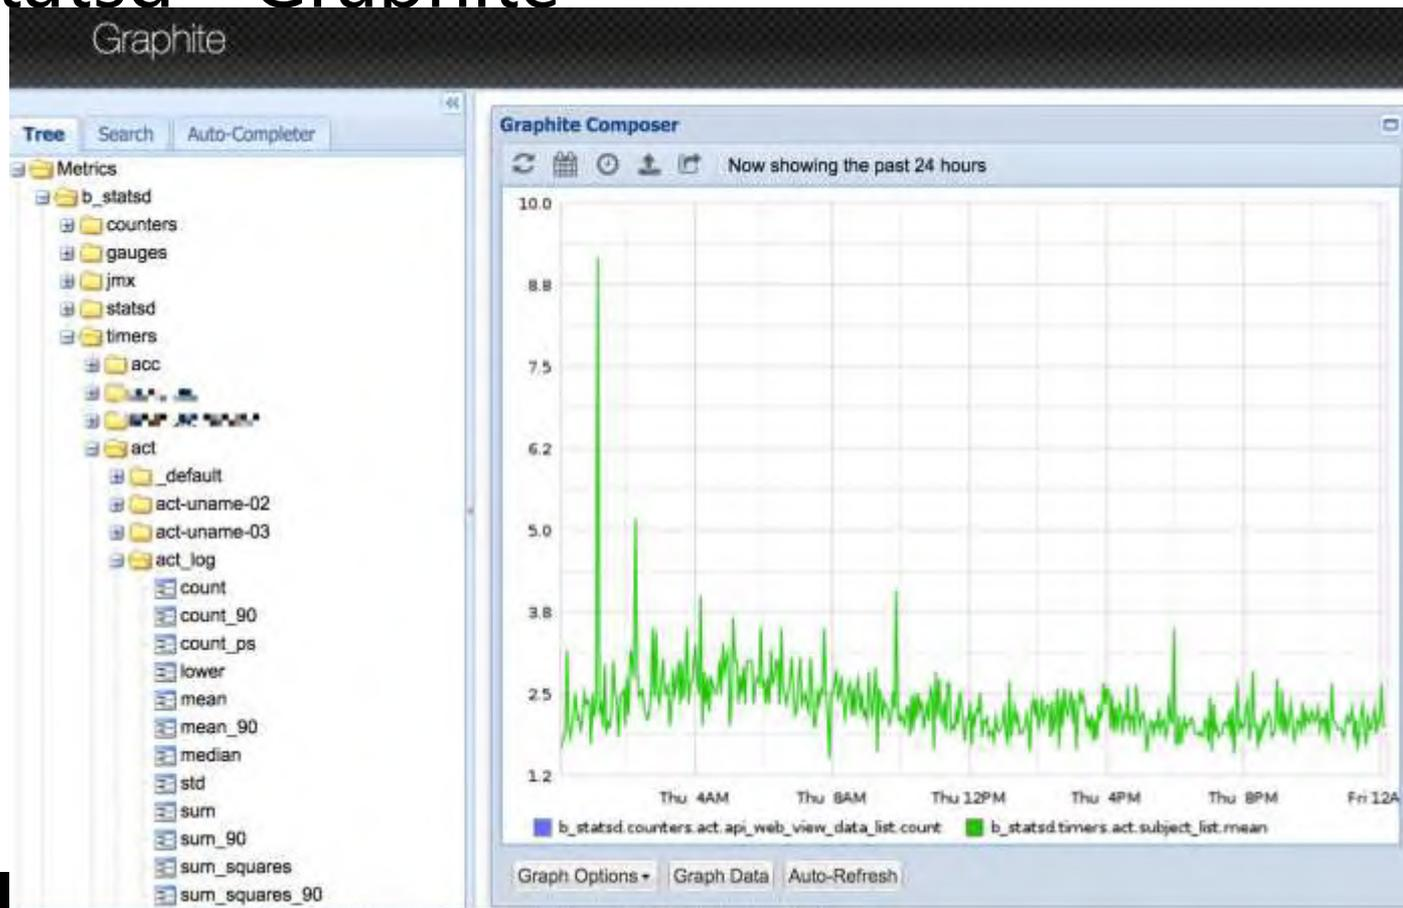 Graphite
Graphite
Tree Search Auto-Completer
Metrics
b_statsd
counters
gauges
jmx
statsd
timers
acc
act
_default
act-uname-02
act-uname-03
act_log
count
count_90
count_ps
lower
mean
mean_90
median
std
sum
sum_90
sum_squares
sum_squares_90
Graphite Composer
Now showing the past 24 hours
10.0
8.8
7.5
6.2
5.0
3.8
2.5
1.2
Thu 4AM Thu 8AM Thu 12PM Thu 4PM Thu 8PM Fri 12A
b_statsd.counters.act.api_web_view_data_list.count b_statsd.timers.act.subject_list.mean
Graph Options Graph Data Auto-Refresh